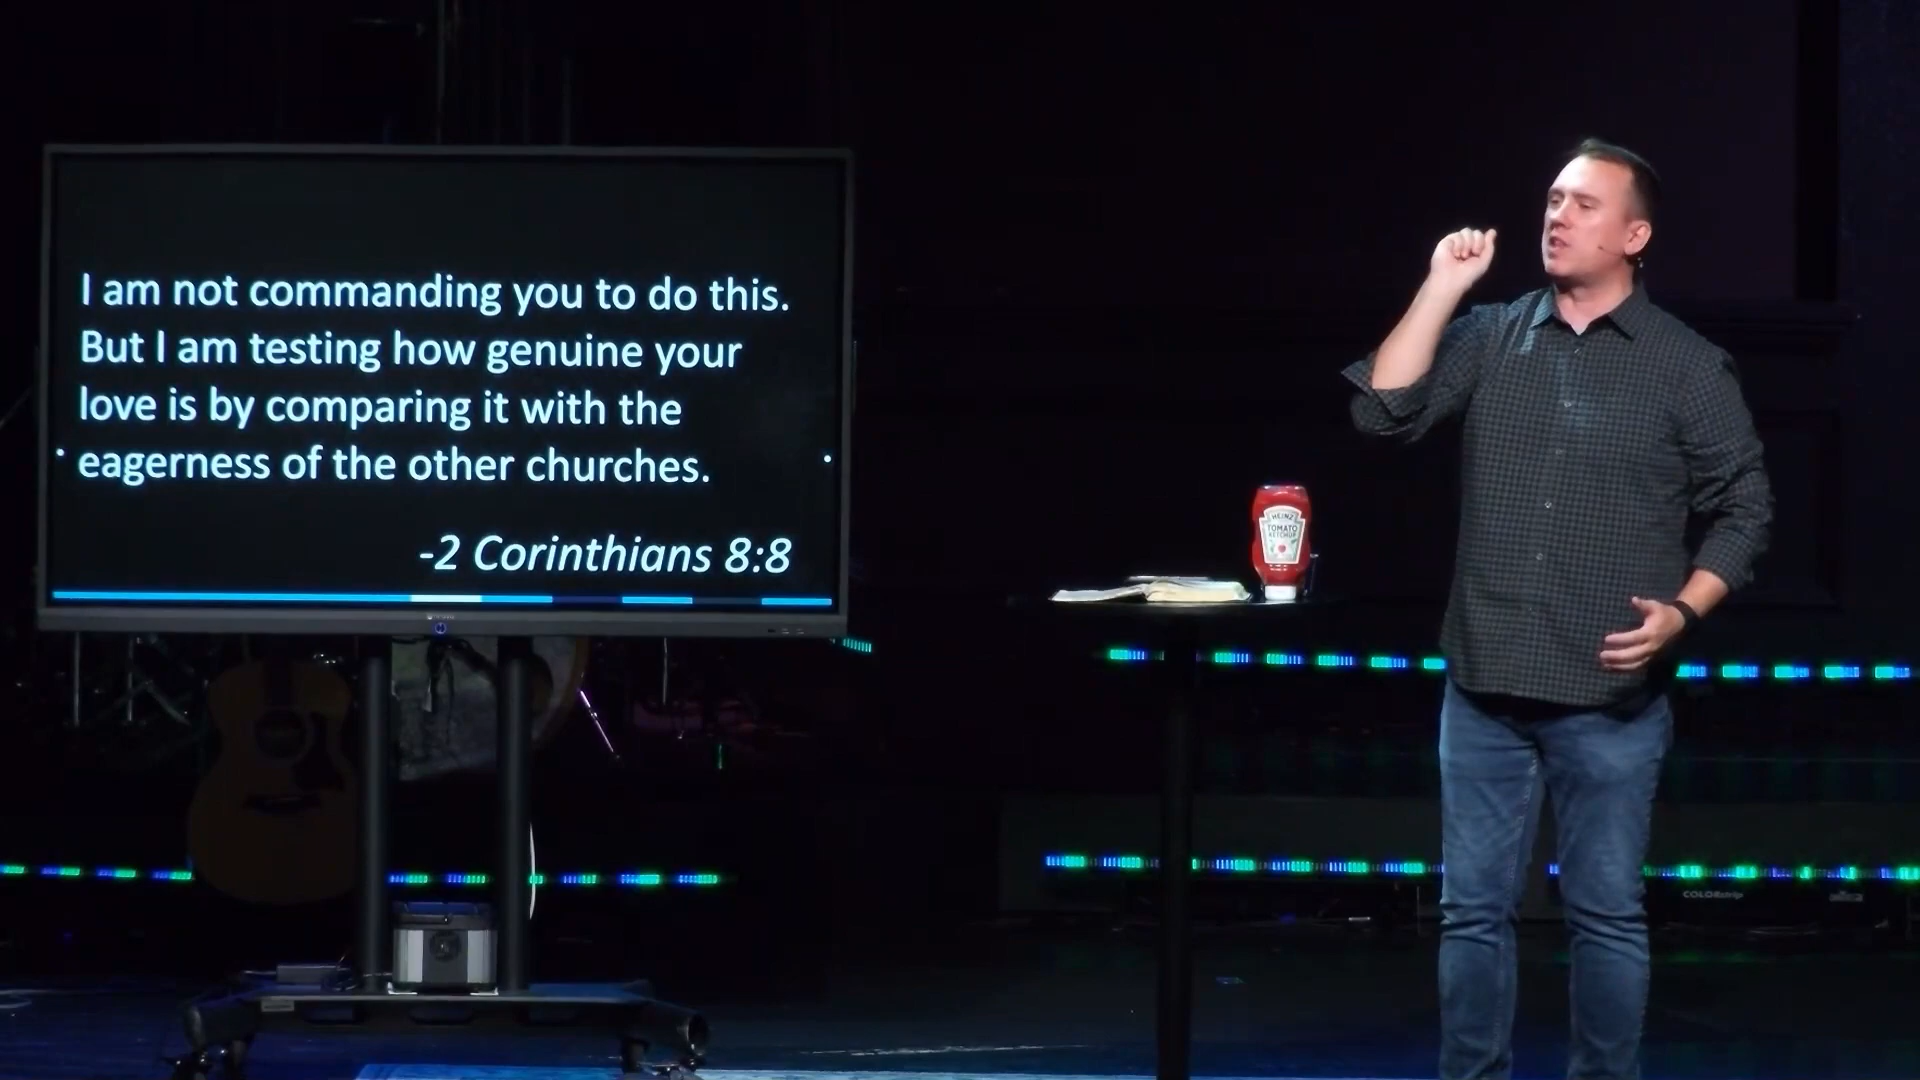 I am not commanding you to do this.
But I am testing how genuine your
love is by comparing it with the
eagerness of the other churches.
-2 Corinthians 8:8
HEINZ
TOMATO
KETCHUP
COLORstrip